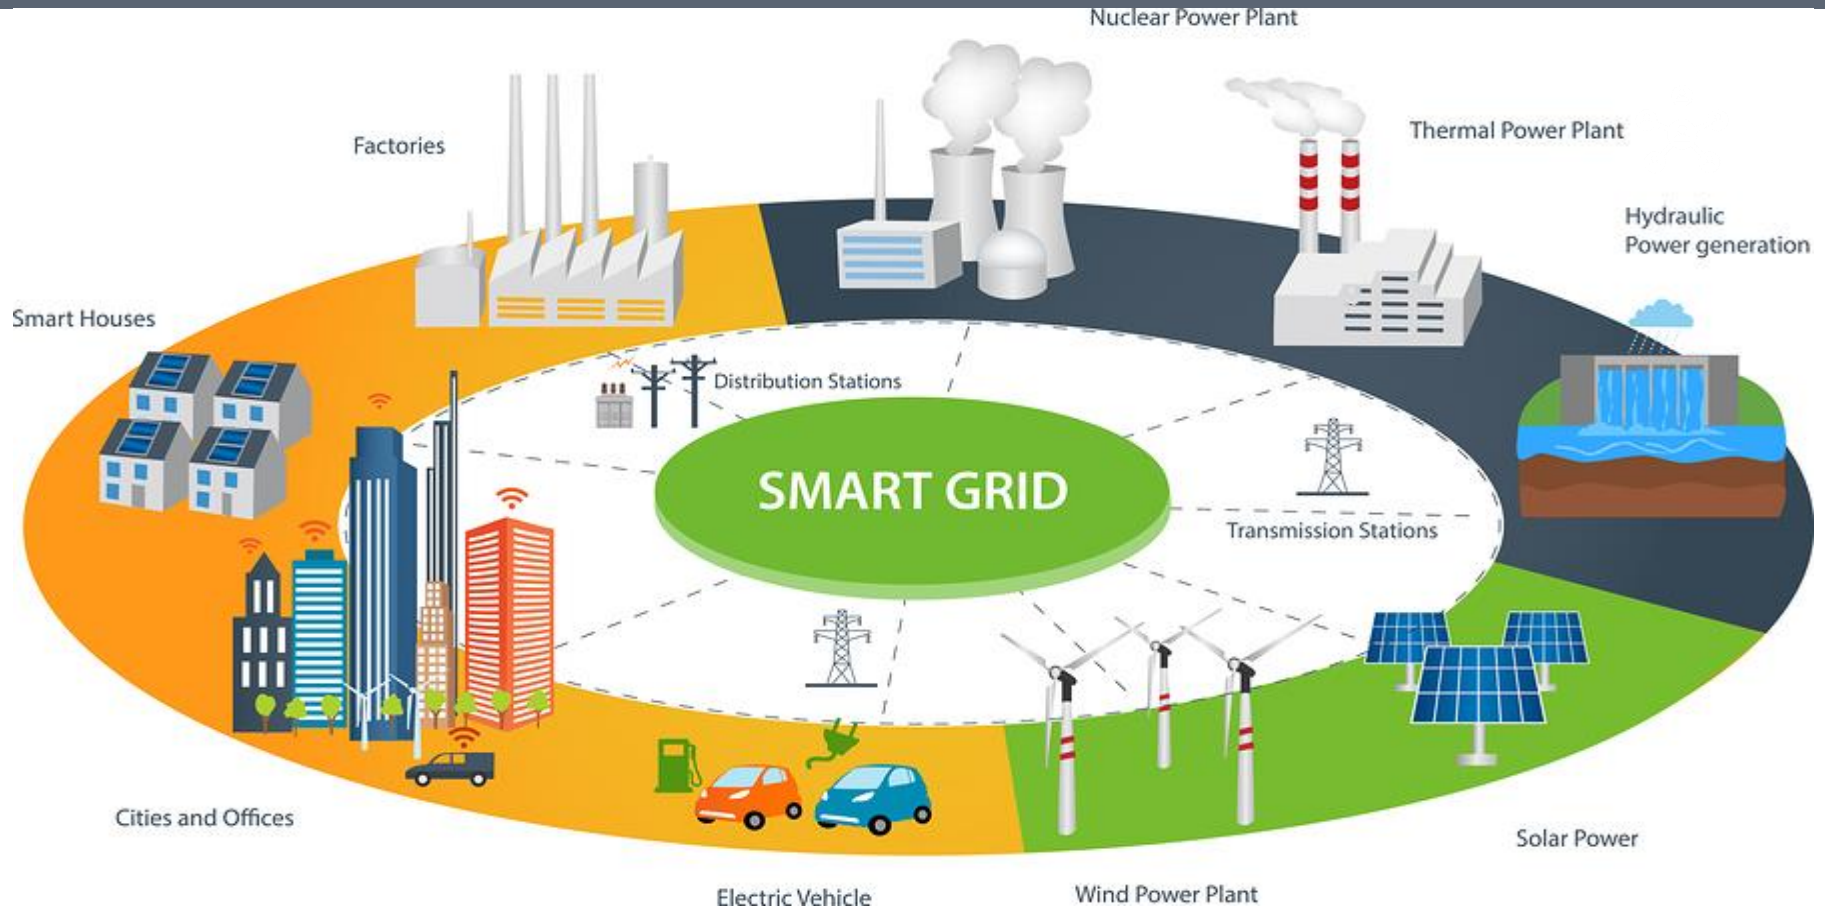 Nuclear Power Plant
Factories
Thermal Power Plant
Hydraulic
Power generation
Smart Houses
Distribution Stations
SMART GRID
Transmission Stations
Cities and Offices
Solar Power
Electric Vehicle
Wind Power Plant